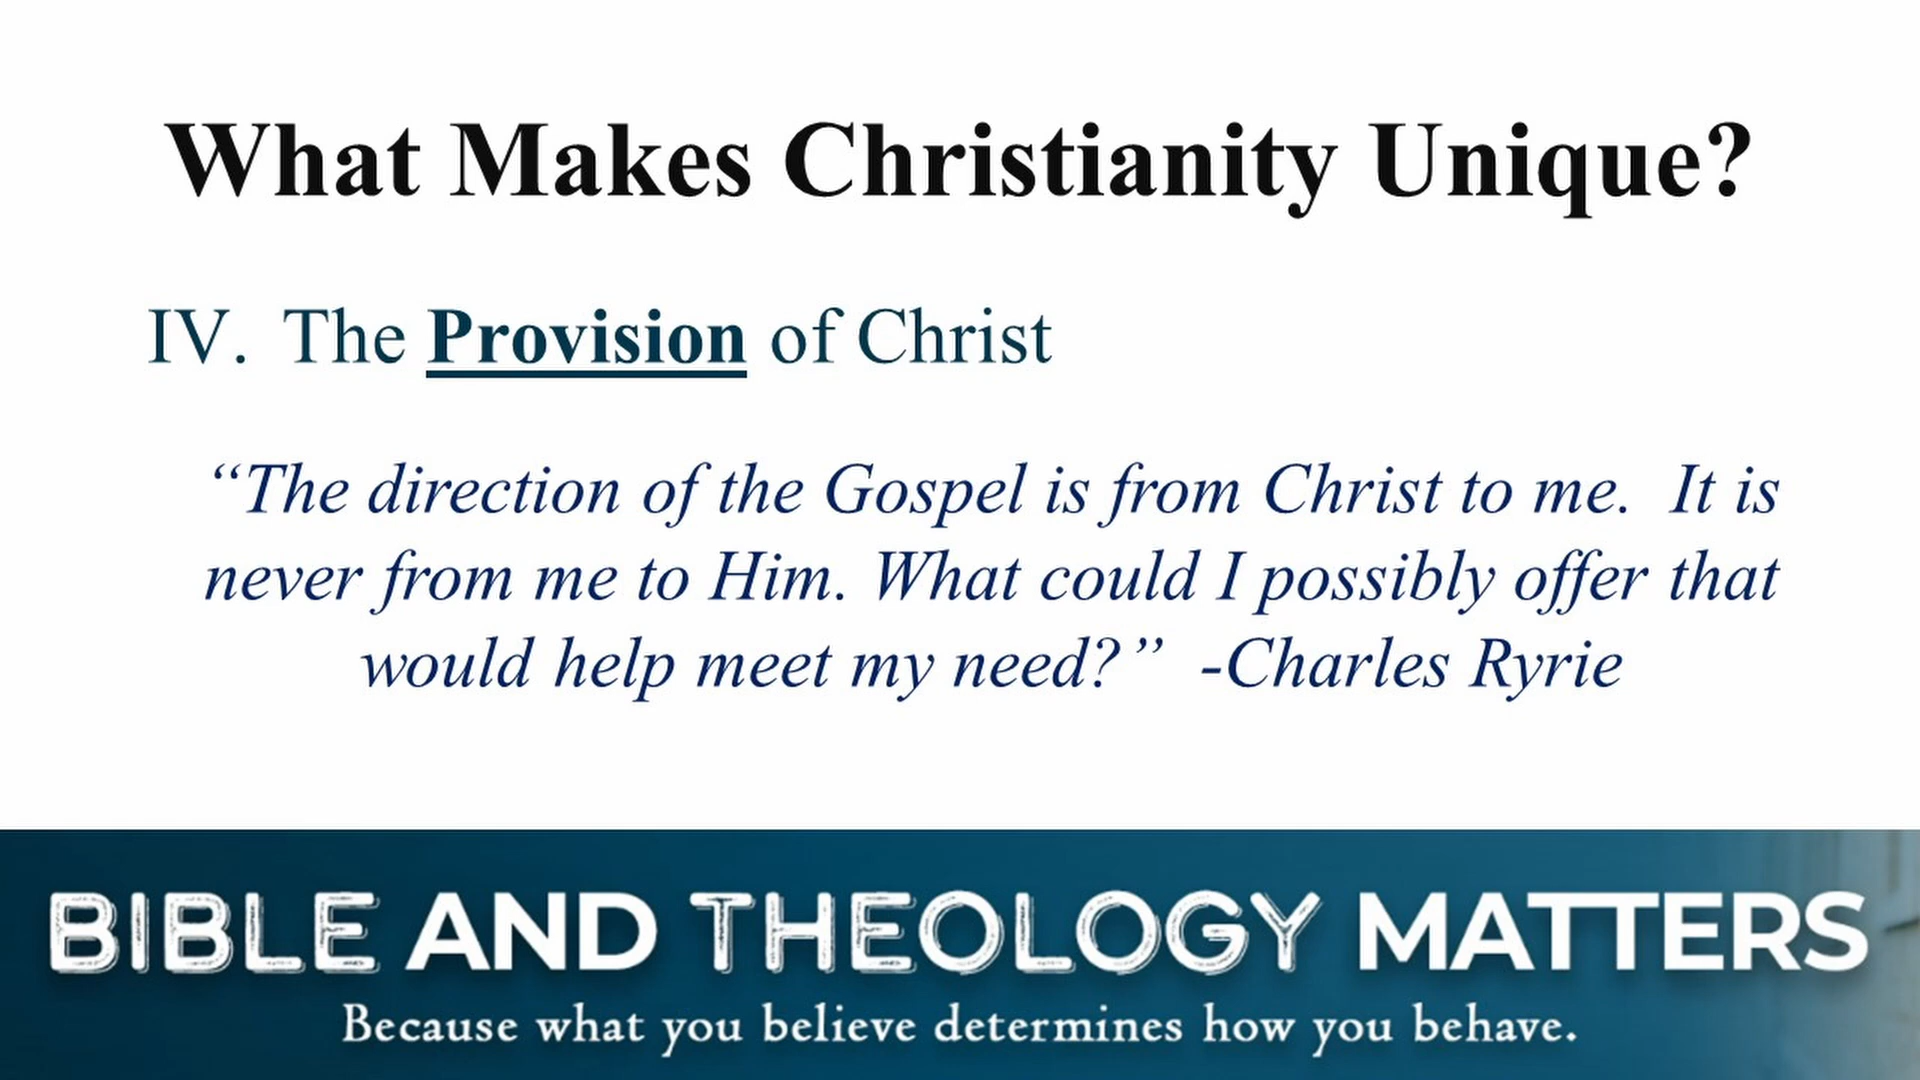 What Makes Christianity Unique?
IV. The Provision of Christ
“The direction of the Gospel is from Christ to me. It is
never from me to Him. What could I possibly offer that
would help meet my need?” -Charles Ryrie
BIBLE AND THEOLOGY MATTERS
Because what you believe determines how you behave.